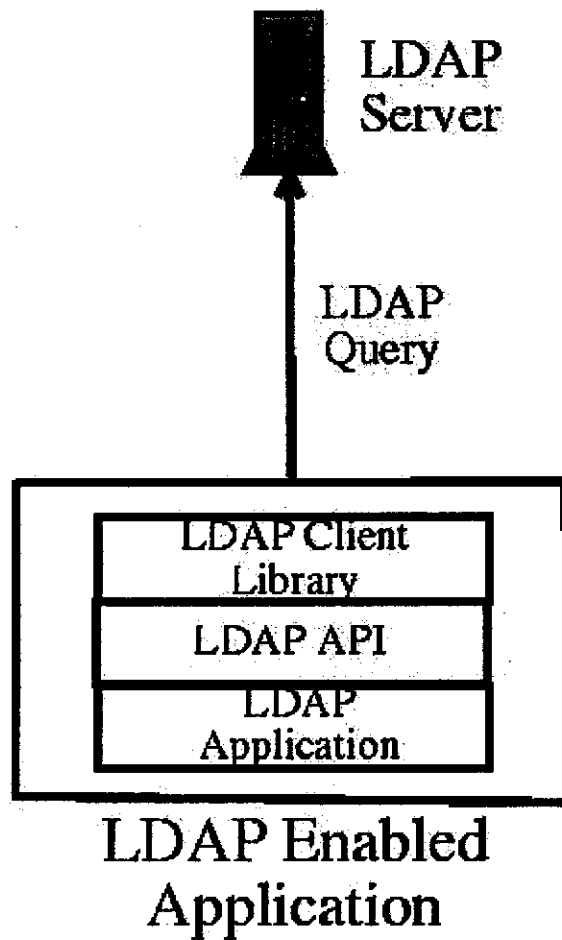 LDAP
Server
LDAP
Query
LDAP Client
Library
LDAP API
LDAP
Application
LDAP Enabled
Application